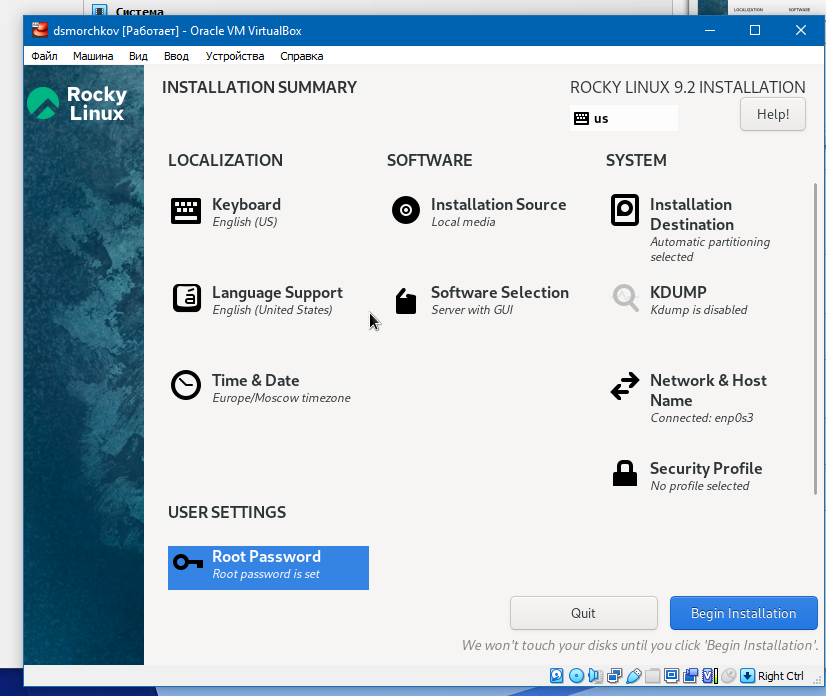 Система
LOCALIZATION
SOFTWARE
dsmorchkov [Работает] - Oracle VM VirtualBox
Файл Машина Вид Ввод Устройства Справка
Rocky
Linux
INSTALLATION SUMMARY
ROCKY LINUX 9.2 INSTALLATION
us
Help!
LOCALIZATION
Keyboard
English (US)
Language Support
English (United States)
Time & Date
Europe/Moscow timezone
SOFTWARE
Installation Source
Local media
Software Selection
Server with GUI
SYSTEM
Installation
Destination
Automatic partitioning
selected
KDUMP
Kdump is disabled
Network & Host
Name
Connected: enp0s3
Security Profile
No profile selected
USER SETTINGS
Root Password
Root password is set
Quit
Begin Installation
We won't touch your disks until you click 'Begin Installation'.
Right Ctrl